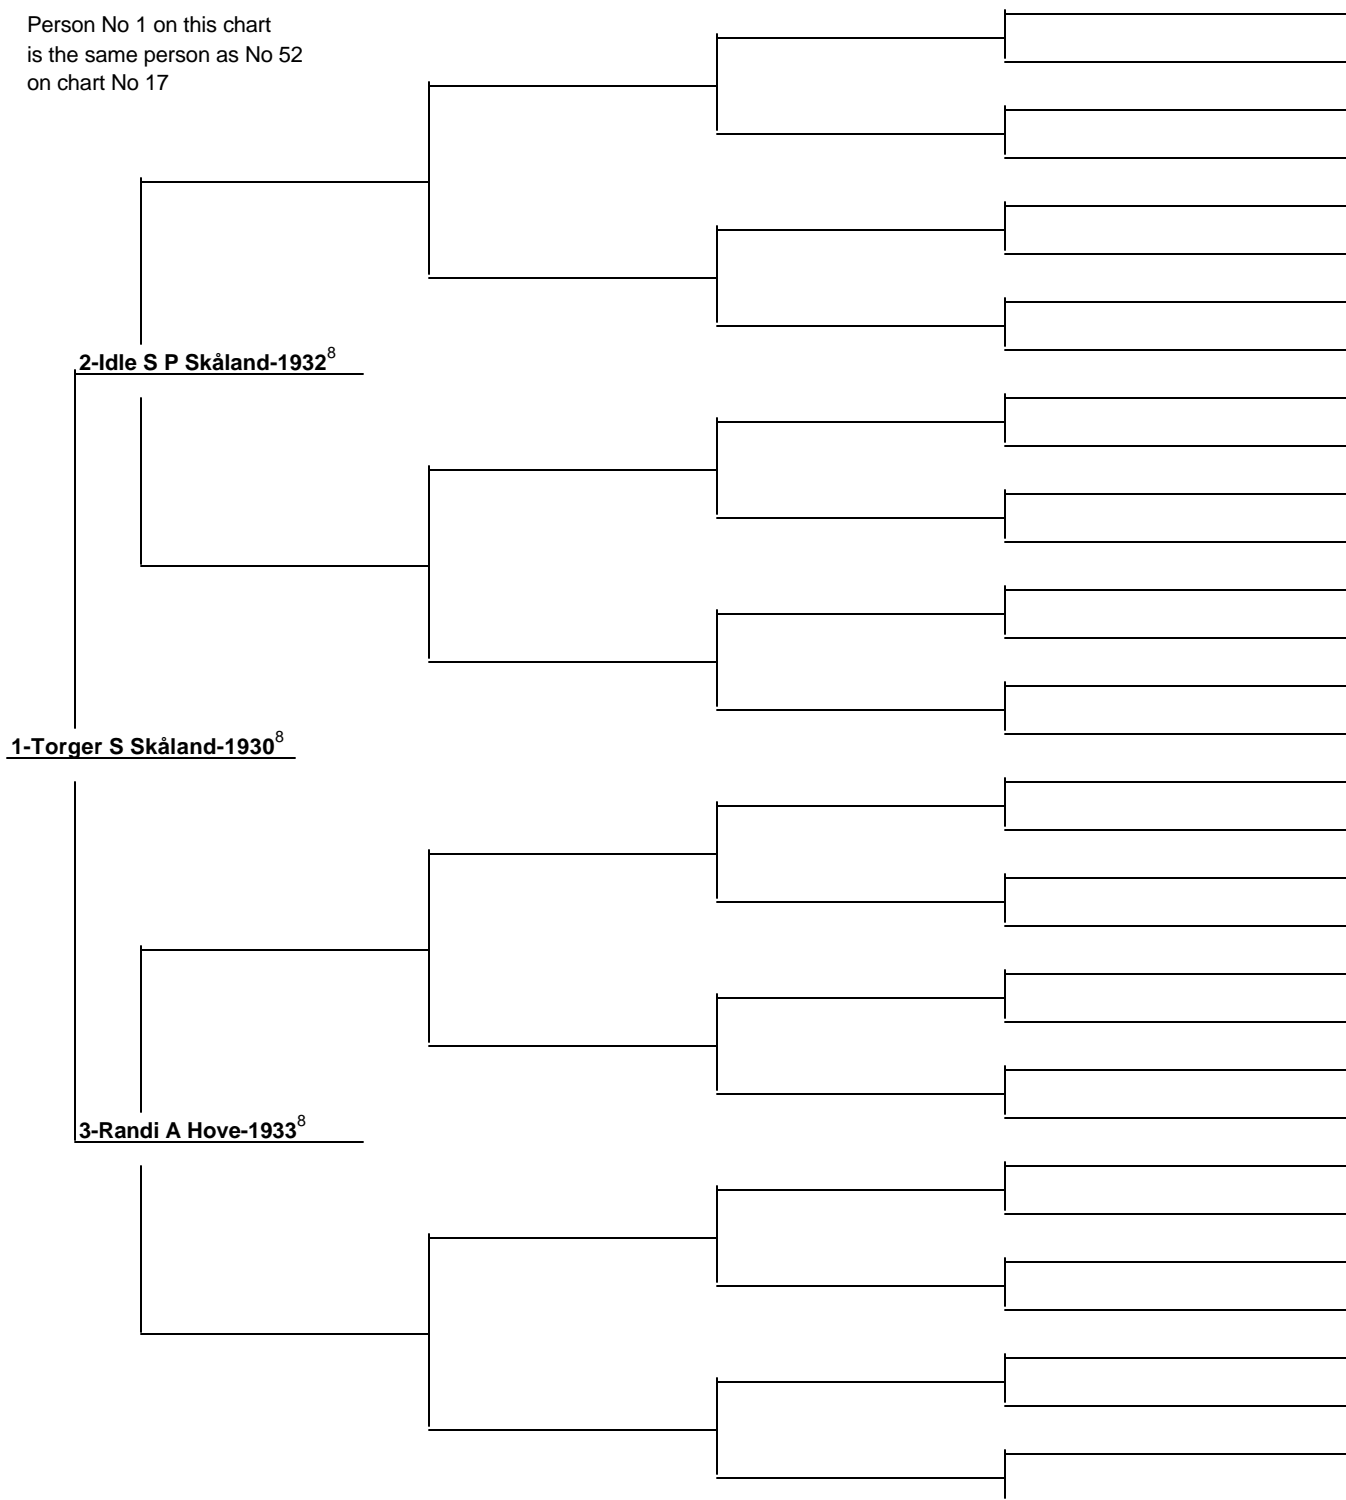 Person No 1 on this chart
is the same person as No 52
on chart No 17
2-Idle S P Skåland-1932⁸
1-Torger S Skåland-1930⁸
3-Randi A Hove-1933⁸